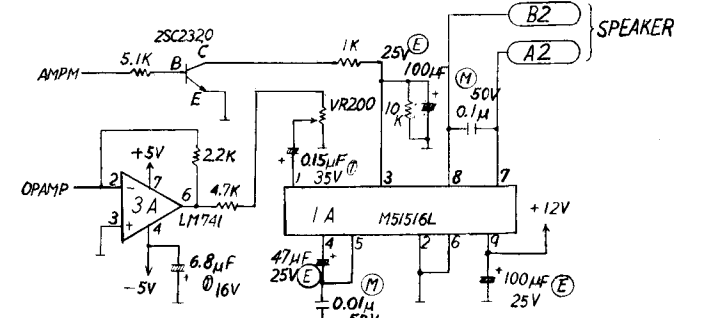 B2
A2
SPEAKER
2SC2320
C
B
E
5.1K
AMPM
1K
25V Ⓔ
100μF
+
10
K
Ⓜ
50V
0.1μ
VR200
+
0.15μF Ⓣ
35V
+5V
2.2K
OPAMP
2
-
7
6
4.7K
3
+
3A
4
LM741
-5V
6.8μF
+
Ⓣ 16V
1
3
8
7
1A
M51516L
4
5
2
6
9
+12V
47μF
+
25V Ⓔ
Ⓜ
0.01μ
+
100μF Ⓔ
25V